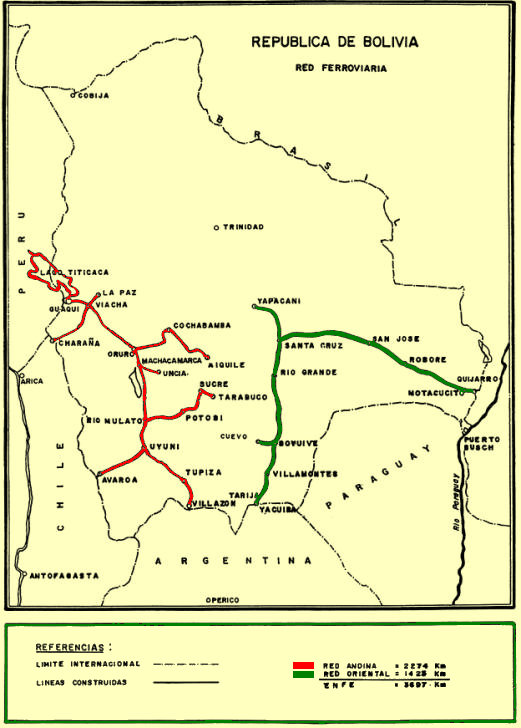 REPUBLICA DE BOLIVIA
RED FERROVIARIA
COBIJA
BRASIL
PERU
TRINIDAD
LAGO TITICACA
LA PAZ
GUAQUI
VIACHA
YAPACANI
COCHABAMBA
CHARAÑA
SANTA CRUZ
SAN JOSE
ORURO
MACHACAMARCA
ROBORE
AIQUILE
UNCIA
RIO GRANDE
ARICA
QUIJARRO
SUCRE
MOTACUCITO
TARABUCO
RIO MULATO
POTOSI
CUEVO
BOYUIVE
PUERTO
BUSCH
UYUNI
CHILE
PARAGUAY
AVAROA
TUPIZA
VILLAMONTES
TARIJA
VILLAZON
YACUIBA
Rio Paraguay
ARGENTINA
ANTOFAGASTA
OPERICO
REFERENCIAS :
LIMITE INTERNACIONAL
LINEAS CONSTRUIDAS
RED ANDINA = 2274 Km
RED ORIENTAL = 1423 Km
ENFE = 3697 Km